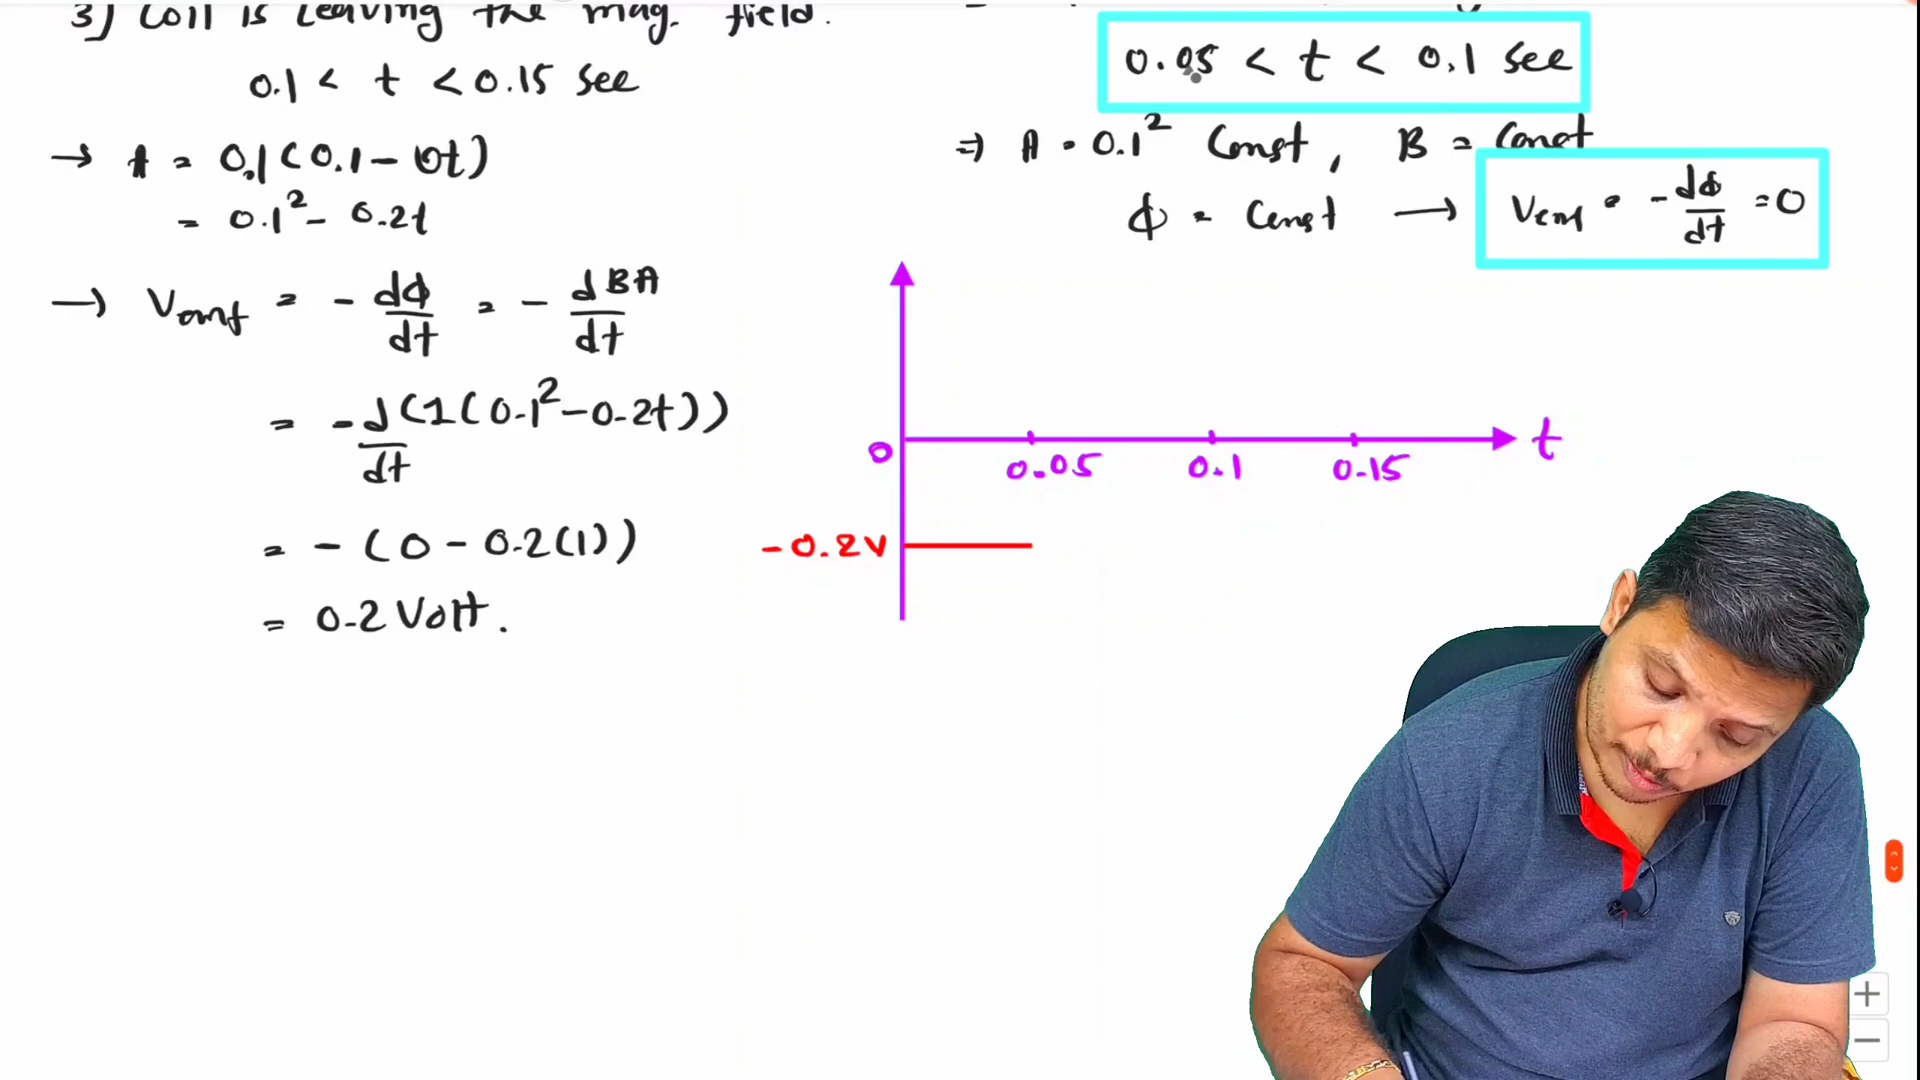 3) Coil is leaving the mag. field.
0.1 < t < 0.15 Sec
→ A = 0.1(0.1 - vt)
= 0.1² - 0.2t
→ Vemf = - dφ/dt = - dBA/dt
= - d/dt (1(0.1² - 0.2t))
= - (0 - 0.2(1))
= 0.2 Volt.
0.05 < t < 0.1 Sec
⇒ A = 0.1² Const, B = Const
φ = Const → Vemf = - dφ/dt = 0
0 0.05 0.1 0.15 t
-0.2V